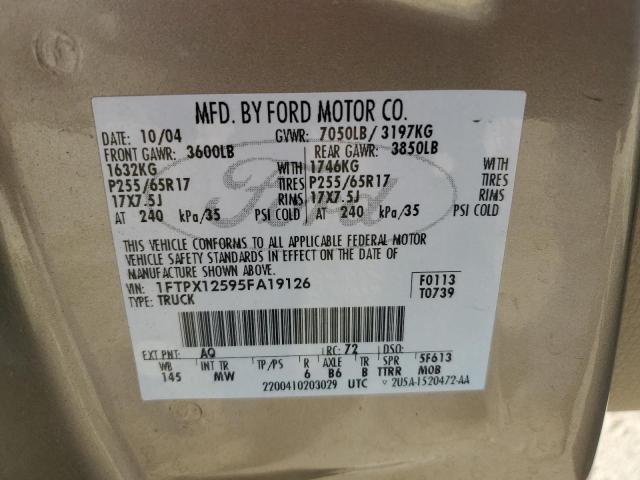 MFD. BY FORD MOTOR CO.
DATE: 10/04 GVWR: 7050LB/ 3197KG
FRONT GAWR: 3600LB REAR GAWR: 3850LB
1632KG 1746KG WITH
P255/65R17 TIRES P255/65R17 TIRES
17X7.5J RIMS 17X7.5J RIMS
AT 240 kPa/35 PSI COLD AT 240 kPa/35 PSI COLD
Ford
THIS VEHICLE CONFORMS TO ALL APPLICABLE FEDERAL MOTOR
VEHICLE SAFETY STANDARDS IN EFFECT ON THE DATE OF
MANUFACTURE SHOWN ABOVE.
VIN: 1FTPX12595FA19126 F0113
TYPE: TRUCK T0739
EXT PNT: AQ RC: 72 DSO:
WB INT TR TP/PS R AXLE TR SPR 5F613
145 MW 6 B6 B TTRR MOB
2200410203029 UTC 2U5A-1520472-AA